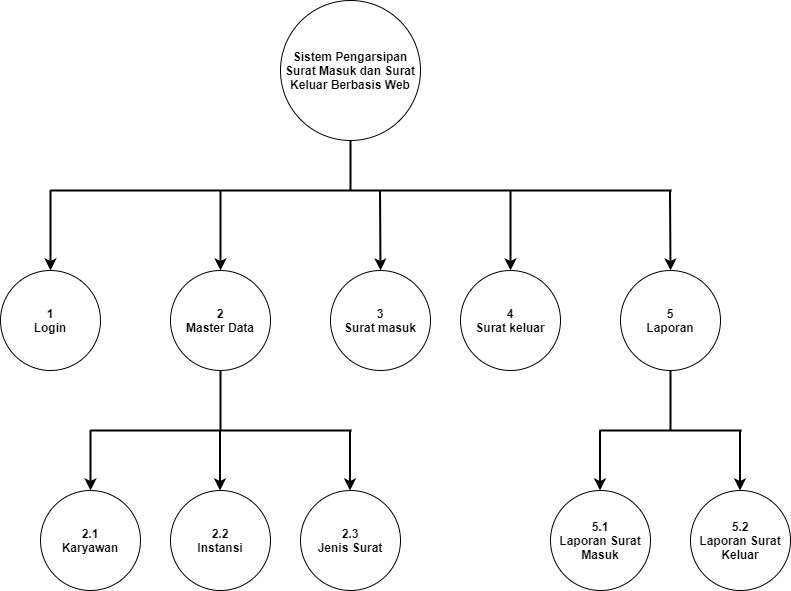 Sistem Pengarsipan
Surat Masuk dan Surat
Keluar Berbasis Web
1
Login
2
Master Data
3
Surat masuk
4
Surat keluar
5
Laporan
2.1
Karyawan
2.2
Instansi
2.3
Jenis Surat
5.1
Laporan Surat
Masuk
5.2
Laporan Surat
Keluar